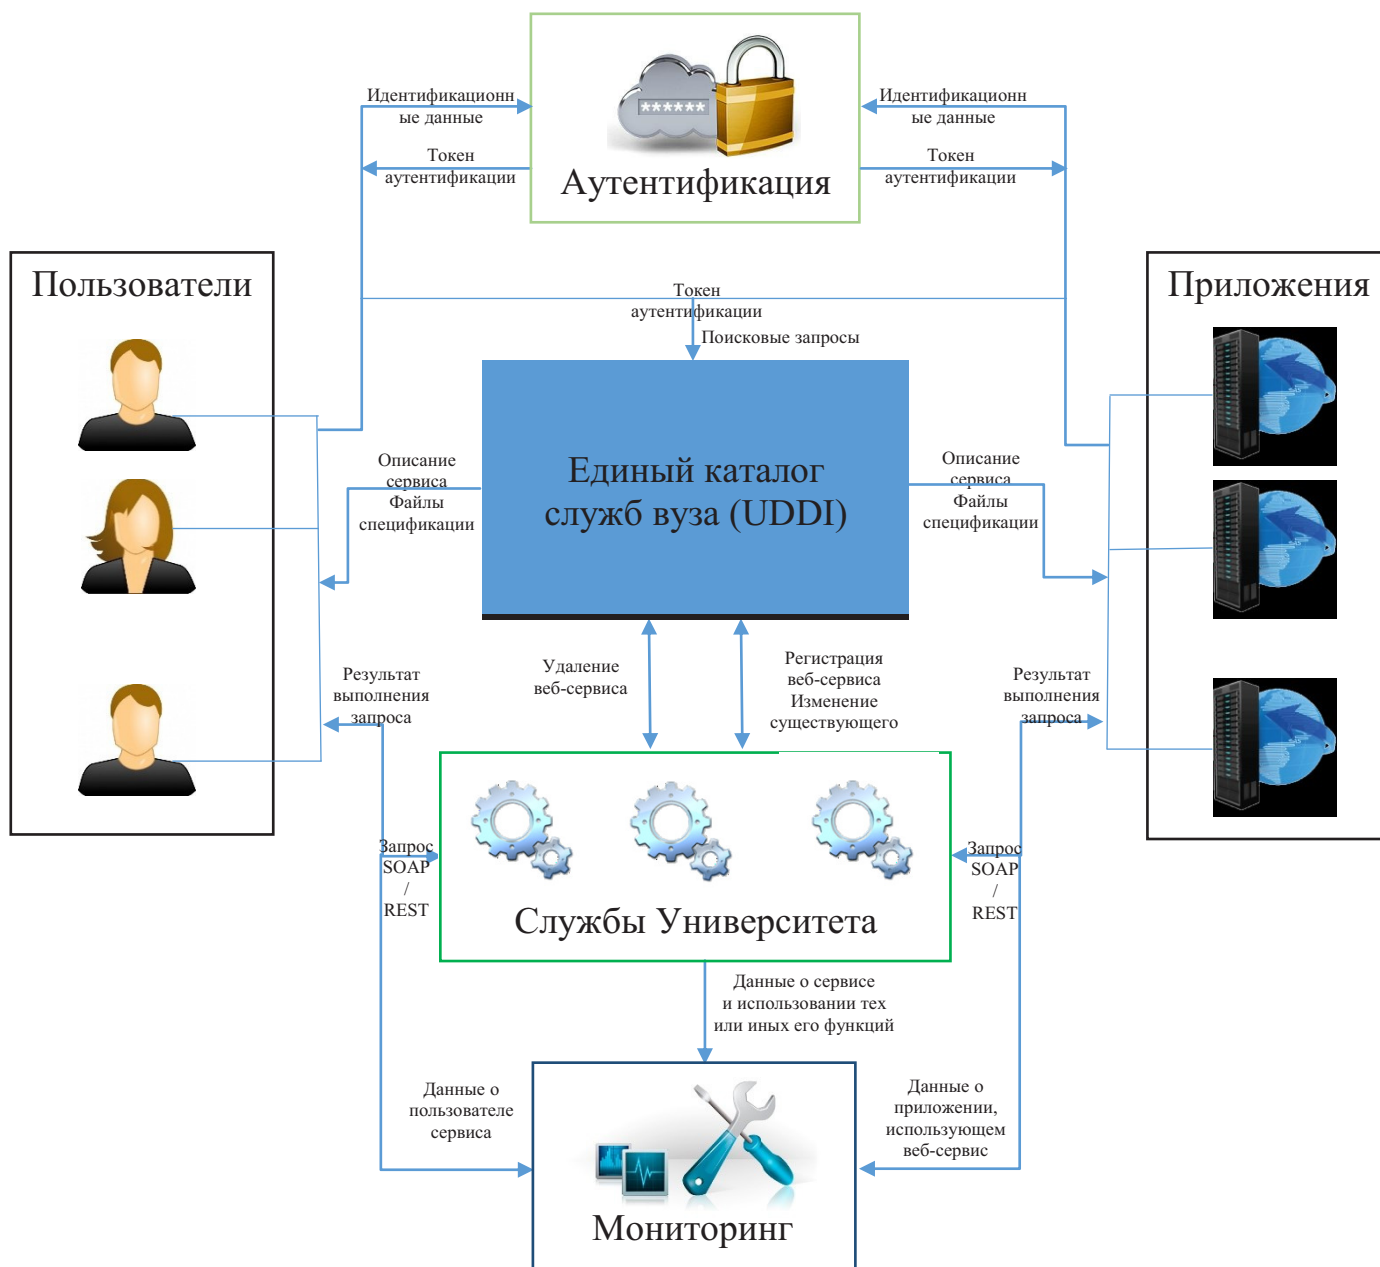 Идентификационн
ые данные
Токен
аутентификации
******
Аутентификация
Идентификационн
ые данные
Токен
аутентификации
Пользователи
Приложения
Токен
аутентификации
Поисковые запросы
Описание
сервиса
Файлы
спецификации
Единый каталог
служб вуза (UDDI)
Описание
сервиса
Файлы
спецификации
Удаление
веб-сервиса
Регистрация
веб-сервиса
Изменение
существующего
Результат
выполнения
запроса
Результат
выполнения
запроса
Запрос
SOAP
/
REST
Службы Университета
Запрос
SOAP
/
REST
Данные о сервисе
и использовании тех
или иных его функций
Данные о
пользователе
сервиса
Данные о
приложении,
использующем
веб-сервис
Мониторинг